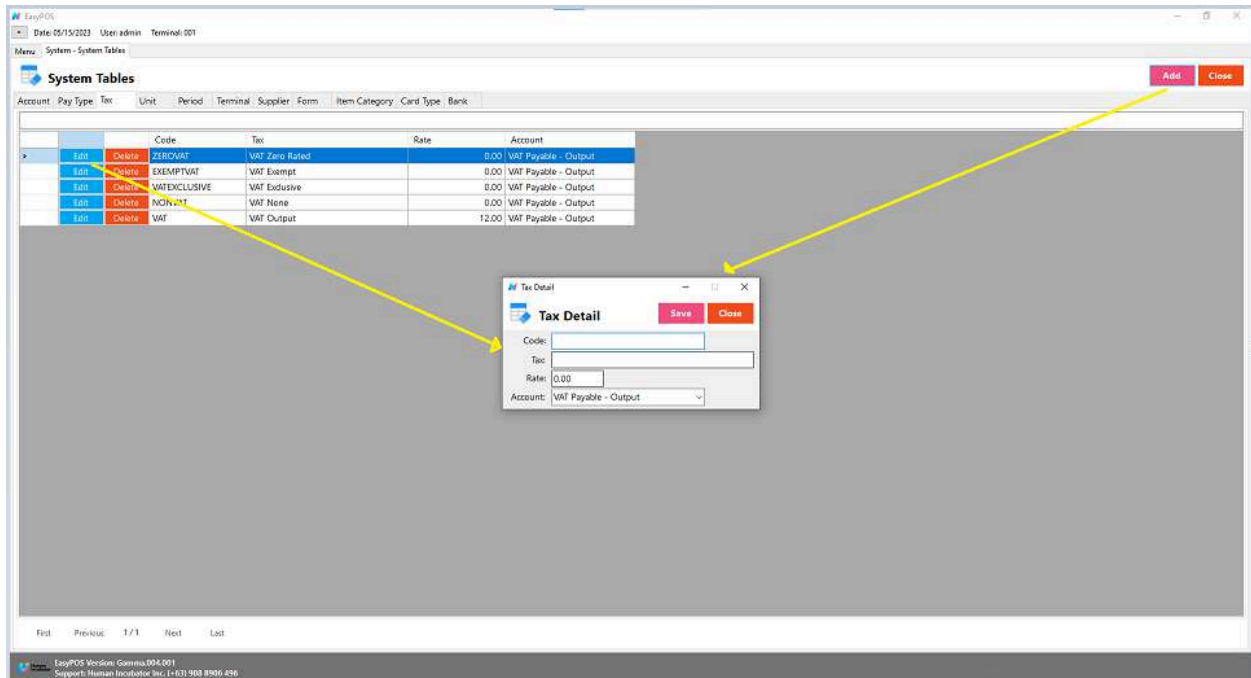 EasyPOS
Date: 05/15/2023 User: admin Terminal: 001
Menu System - System Tables
System Tables Add Close
Account Pay Type Tax Unit Period Terminal Supplier Form Item Category Card Type Bank
Code Tax Rate Account
Edit Delete ZEROVAT VAT Zero Rated 0.00 VAT Payable - Output
Edit Delete EXEMPTVAT VAT Exempt 0.00 VAT Payable - Output
Edit Delete VATEXCLUSIVE VAT Exclusive 0.00 VAT Payable - Output
Edit Delete NONVAT VAT None 0.00 VAT Payable - Output
Edit Delete VAT VAT Output 12.00 VAT Payable - Output
Tax Detail
Tax Detail Save Close
Code:
Tax:
Rate: 0.00
Account: VAT Payable - Output
First Previous 1 / 1 Next Last
EasyPOS Version: Gamma.004.001
Support: Human Incubator Inc. (+63) 908 8906 496